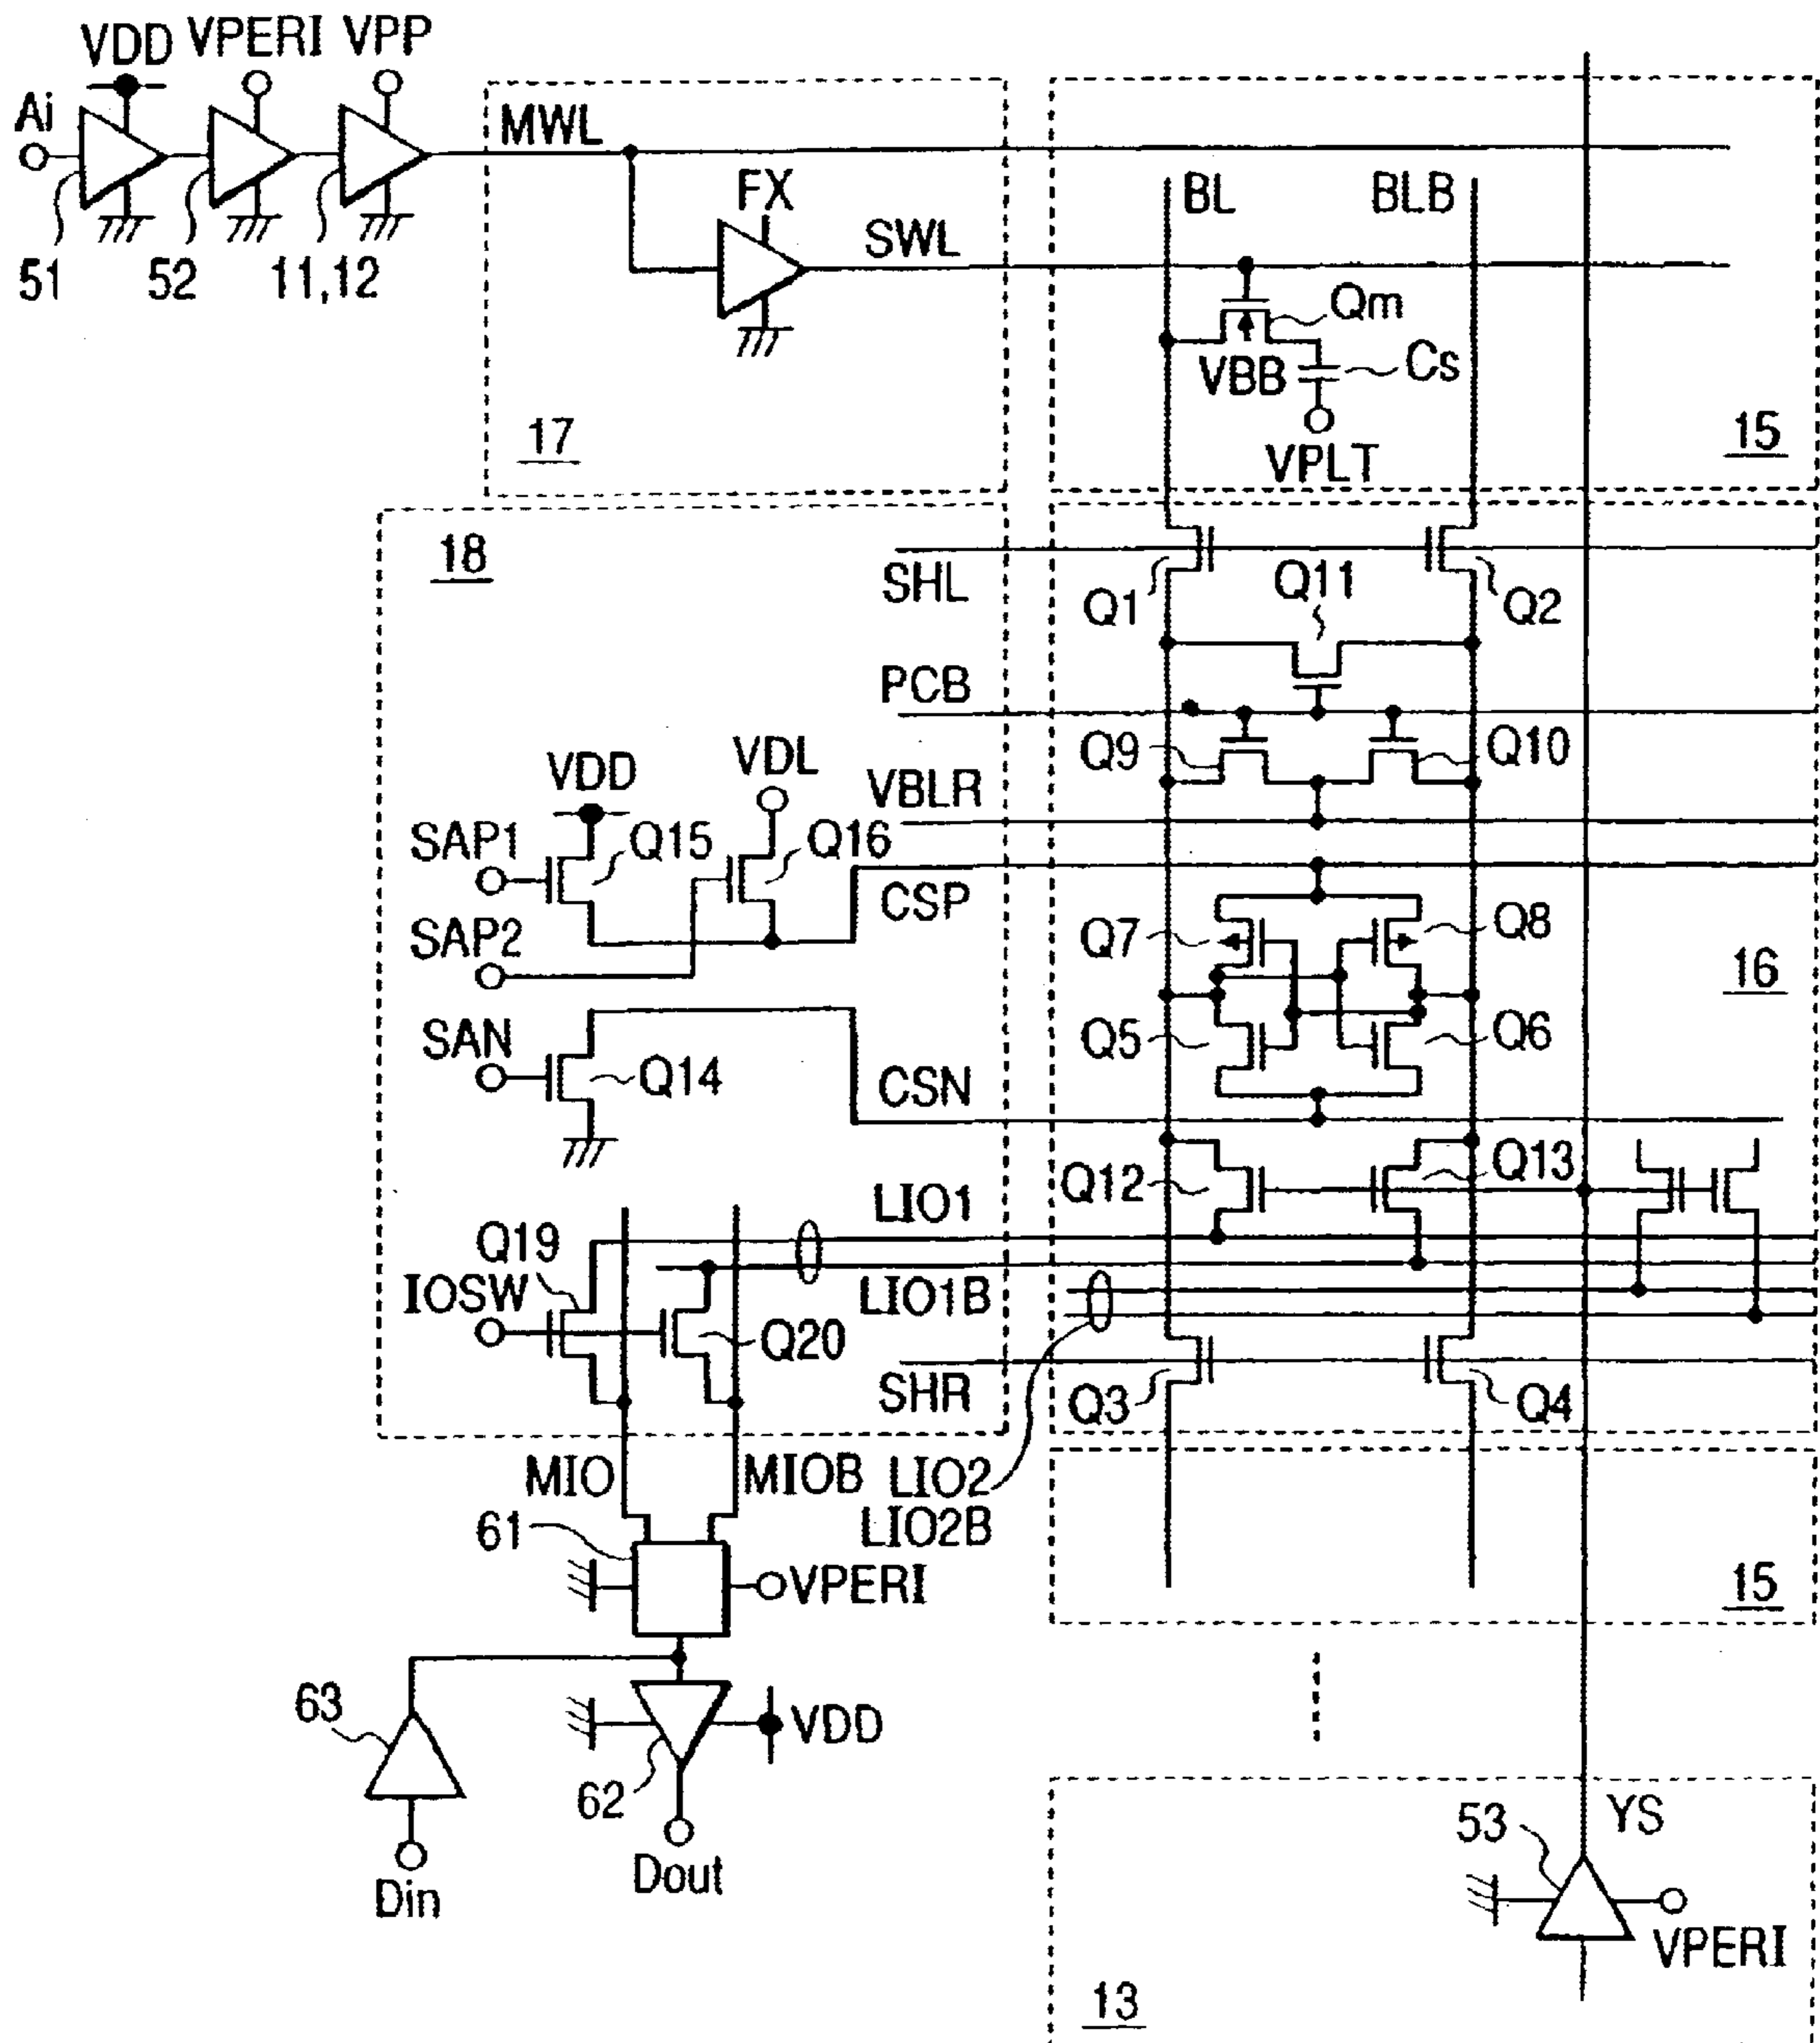 VDD VPERI VPP
Ai
MWL
BL BLB
FX
SWL
51 52 11,12
Qm
VBB Cs
17
VPLT
15
18
SHL
Q1 Q11 Q2
PCB
Q9 Q10
VDD VDL
VBLR
SAP1 Q15 Q16
CSP
SAP2
Q7 Q8
16
SAN
Q14
Q5 Q6
CSN
Q12 Q13
LIO1
Q19
IOSW
LIO1B
Q20
SHR
Q3 Q4
MIO MIOB LIO2
LIO2B
61
VPERI
15
63
VDD
62
Din
Dout
53 YS
VPERI
13